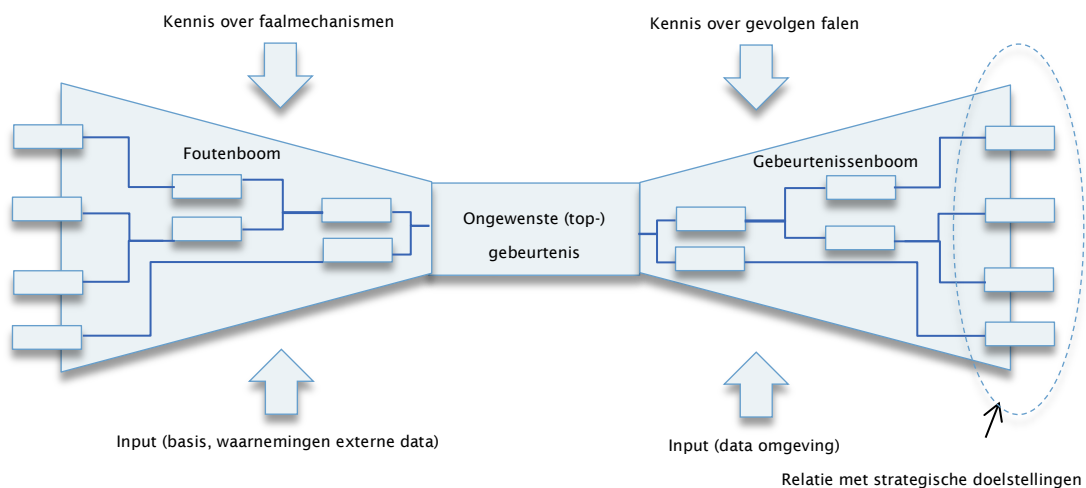 Kennis over faalmechanismen
Kennis over gevolgen falen
Foutenboom
Gebeurtenissenboom
Ongewenste (top-)
gebeurtenis
Input (basis, waarnemingen externe data)
Input (data omgeving)
Relatie met strategische doelstellingen